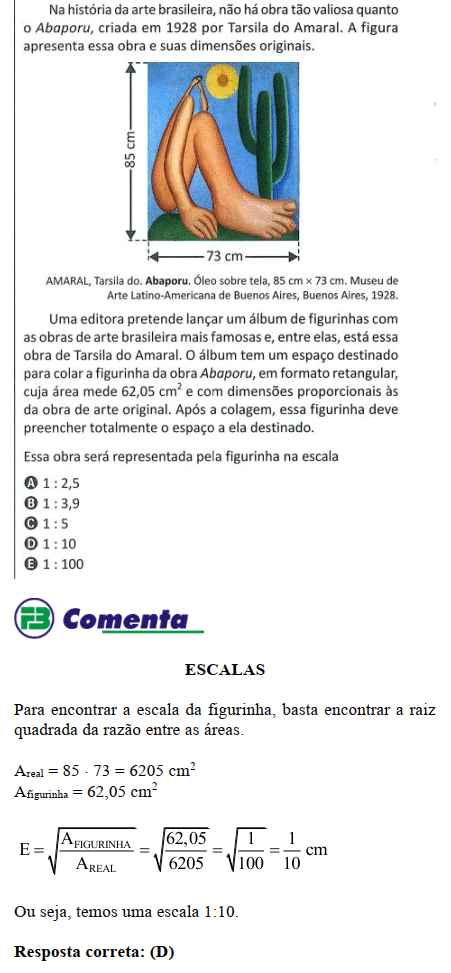 Na história da arte brasileira, não há obra tão valiosa quanto
o Abaporu, criada em 1928 por Tarsila do Amaral. A figura
apresenta essa obra e suas dimensões originais.
85 cm
73 cm
AMARAL, Tarsila do. Abaporu. Óleo sobre tela, 85 cm × 73 cm. Museu de
Arte Latino-Americana de Buenos Aires, Buenos Aires, 1928.
Uma editora pretende lançar um álbum de figurinhas com
as obras de arte brasileira mais famosas e, entre elas, está essa
obra de Tarsila do Amaral. O álbum tem um espaço destinado
para colar a figurinha da obra Abaporu, em formato retangular,
cuja área mede 62,05 cm² e com dimensões proporcionais às
da obra de arte original. Após a colagem, essa figurinha deve
preencher totalmente o espaço a ela destinado.
Essa obra será representada pela figurinha na escala
A 1 : 2,5
B 1 : 3,9
C 1 : 5
D 1 : 10
E 1 : 100
FB Comenta
ESCALAS
Para encontrar a escala da figurinha, basta encontrar a raiz
quadrada da razão entre as áreas.
Areal = 85 · 73 = 6205 cm²
Afigurinha = 62,05 cm²
E = √(AFIGURINHA/AREAL) = √(62,05/6205) = √(1/100) = 1/10 cm
Ou seja, temos uma escala 1:10.
Resposta correta: (D)